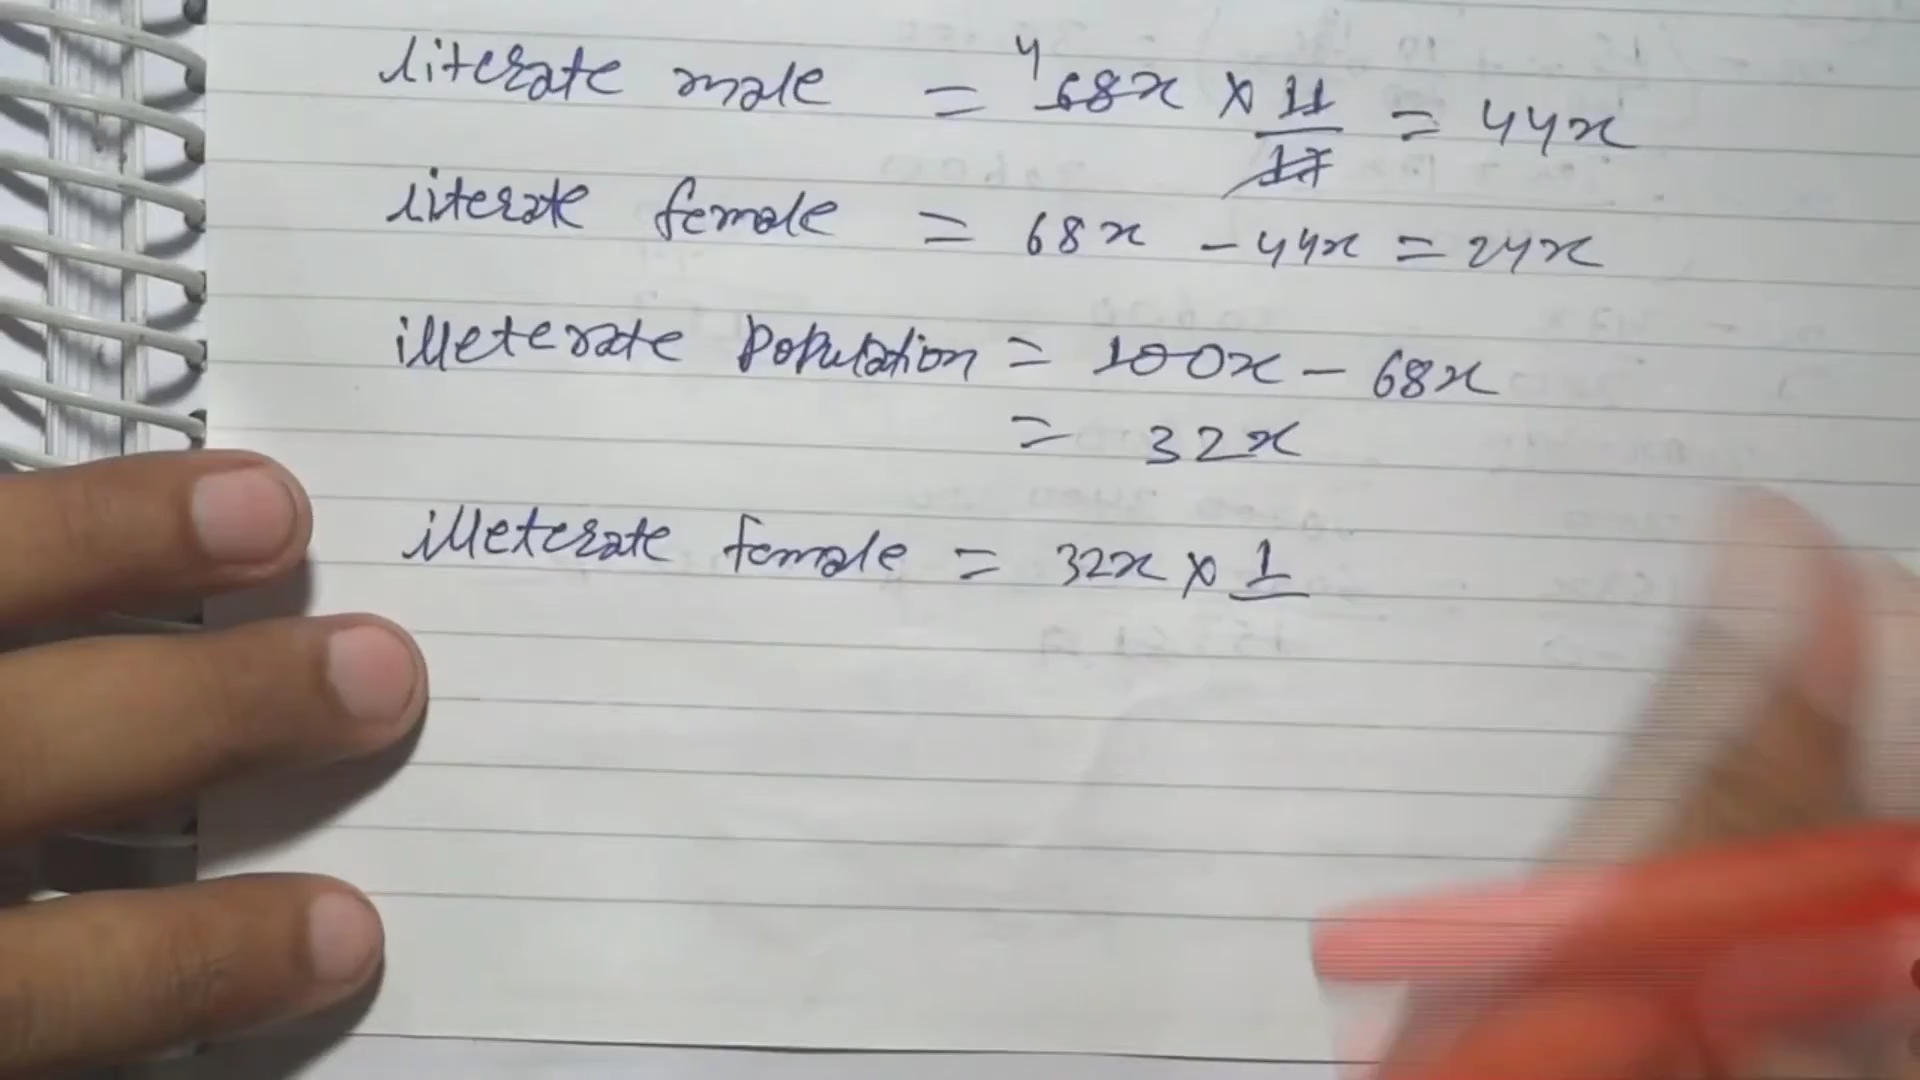 4
literate male = 68x × 11/17 = 44x
literate female = 68x - 44x = 24x
illeterate population = 100x - 68x
= 32x
illeterate female = 32x × 1